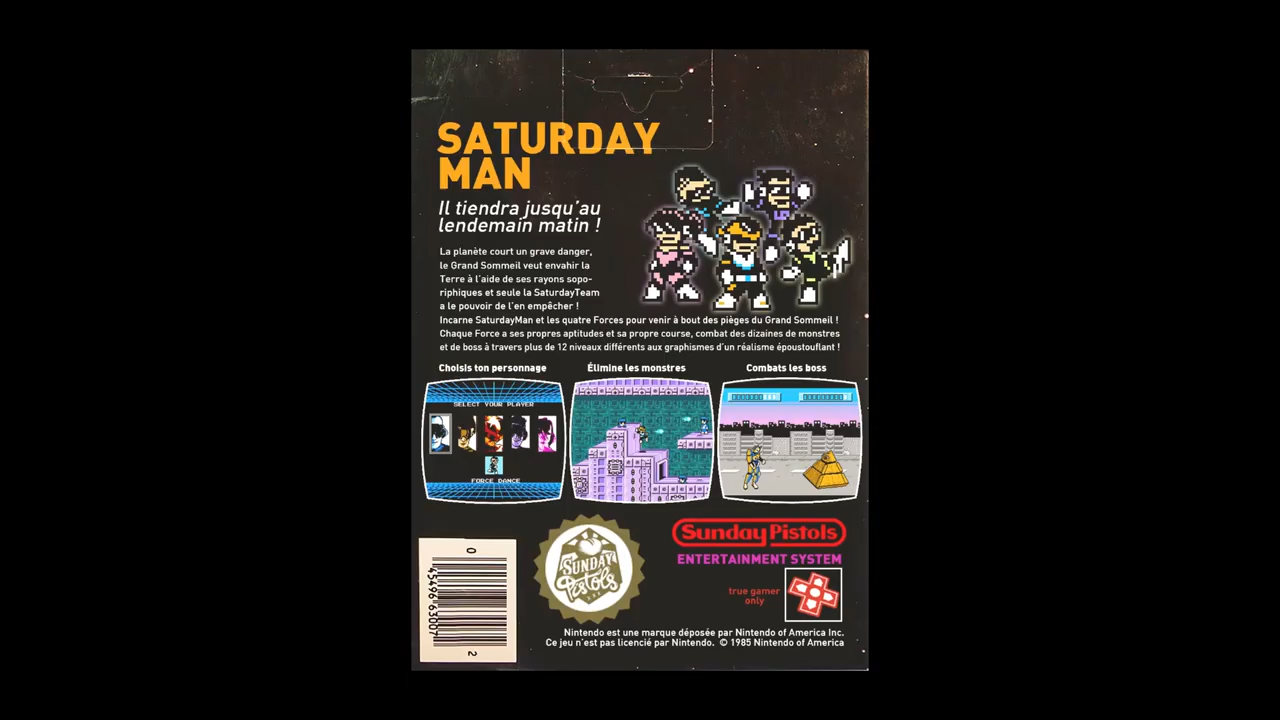 SATURDAY
MAN
Il tiendra jusqu'au
lendemain matin !
La planète court un grave danger,
le Grand Sommeil veut envahir la
Terre à l'aide de ses rayons sopo-
riphiques et seule la SaturdayTeam
a le pouvoir de l'en empêcher !
Incarne SaturdayMan et les quatre Forces pour venir à bout des pièges du Grand Sommeil !
Chaque Force a ses propres aptitudes et sa propre course, combat des dizaines de monstres
et de boss à travers plus de 12 niveaux différents aux graphismes d'un réalisme époustouflant !
Choisis ton personnage
Élimine les monstres
Combats les boss
SELECT YOUR PLAYER
FORCE DANCE
Sunday Pistols
ENTERTAINMENT SYSTEM
SUNDAY
Pistols
true gamer
only
0
45496 63007
2
Nintendo est une marque déposée par Nintendo of America Inc.
Ce jeu n'est pas licencié par Nintendo. © 1985 Nintendo of America